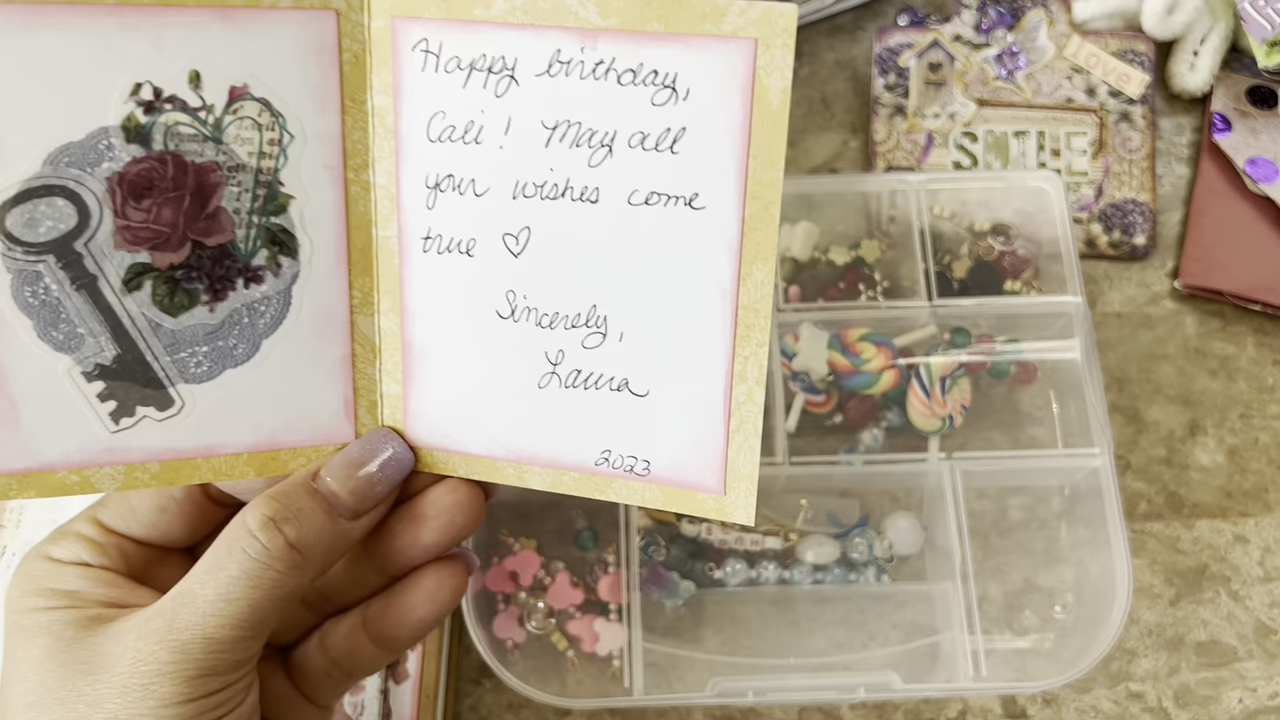 Happy birthday,
Cali! May all
your wishes come
true ♡
Sincerely,
Laura
2023
love
SMILE